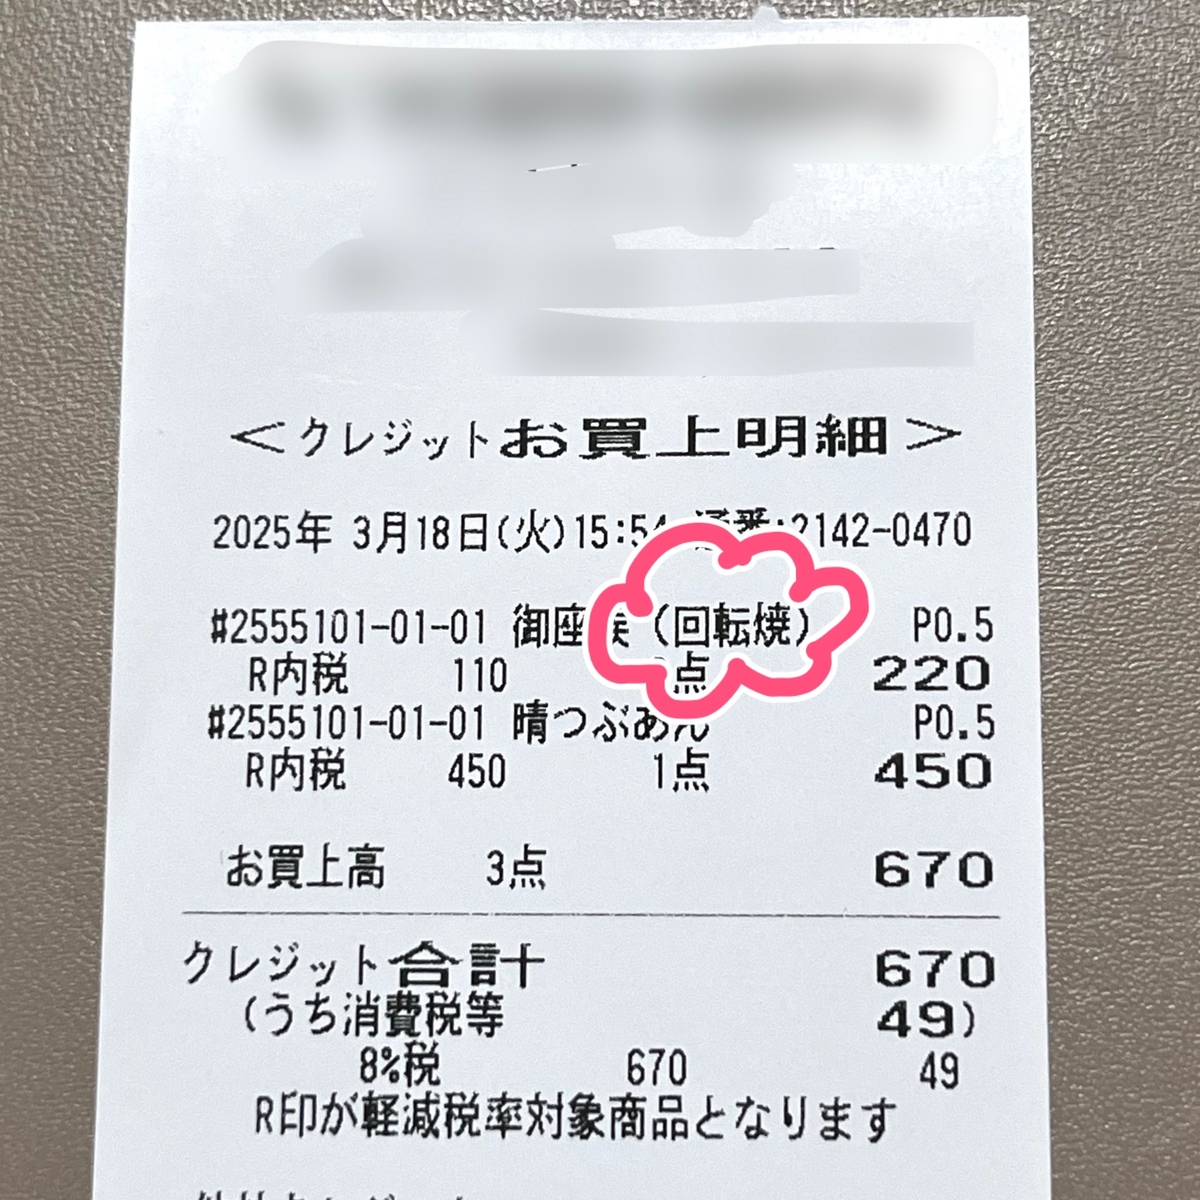 ＜クレジットお買上明細＞
2025年 3月18日(火)15:54 通番:2142-0470
#2555101-01-01 御座候（回転焼） P0.5
R内税 110 点 220
#2555101-01-01 晴つぶあん P0.5
R内税 450 1点 450
お買上高 3点 670
クレジット合計 670
(うち消費税等 49)
8%税 670 49
R印が軽減税率対象商品となります